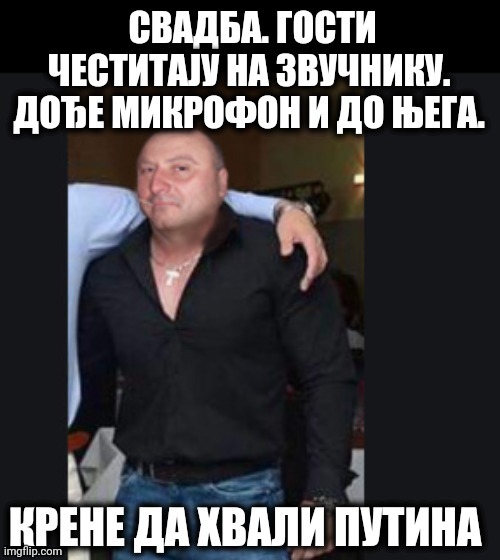 СВАДБА. ГОСТИ
ЧЕСТИТАЈУ НА ЗВУЧНИКУ.
ДОЂЕ МИКРОФОН И ДО ЊЕГА.
КРЕНЕ ДА ХВАЛИ ПУТИНА
imgflip.com